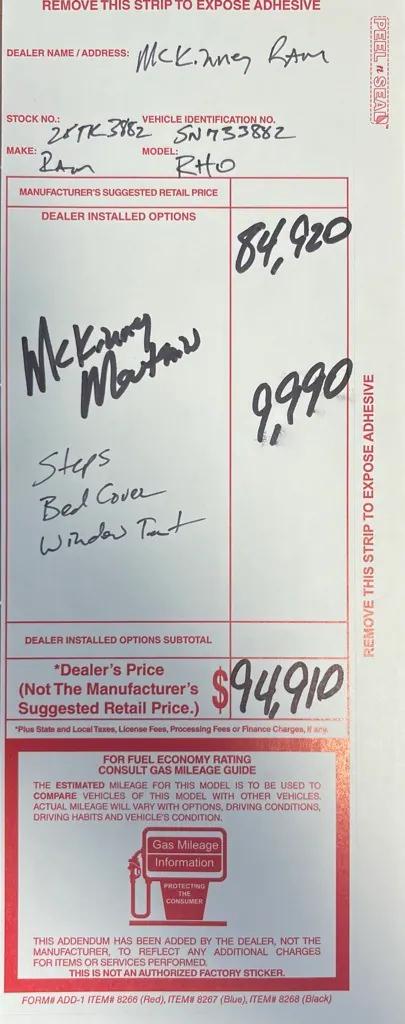 REMOVE THIS STRIP TO EXPOSE ADHESIVE
PEEL n SEAL
DEALER NAME / ADDRESS: McKinney Ram
STOCK NO.: VEHICLE IDENTIFICATION NO.
SN733882
MAKE: MODEL:
Ram RHO
MANUFACTURER'S SUGGESTED RETAIL PRICE
DEALER INSTALLED OPTIONS
84,920
McKinney
9,990
Steps
Bed Cover
Window Tint
REMOVE THIS STRIP TO EXPOSE ADHESIVE
DEALER INSTALLED OPTIONS SUBTOTAL
*Dealer's Price
(Not The Manufacturer's
Suggested Retail Price.)
$94,910
*Plus State and Local Taxes, License Fees, Processing Fees or Finance Charges, if any.
FOR FUEL ECONOMY RATING
CONSULT GAS MILEAGE GUIDE
THE ESTIMATED MILEAGE FOR THIS MODEL IS TO BE USED TO
COMPARE VEHICLES OF THIS MODEL WITH OTHER VEHICLES.
ACTUAL MILEAGE WILL VARY WITH OPTIONS, DRIVING CONDITIONS,
DRIVING HABITS AND VEHICLE'S CONDITION.
Gas Mileage
Information
PROTECTING
THE
CONSUMER
THIS ADDENDUM HAS BEEN ADDED BY THE DEALER, NOT THE
MANUFACTURER, TO REFLECT ANY ADDITIONAL CHARGES
FOR ITEMS OR SERVICES PERFORMED.
THIS IS NOT AN AUTHORIZED FACTORY STICKER.
FORM# ADD-1 ITEM# 8266 (Red), ITEM# 8267 (Blue), ITEM# 8268 (Black)